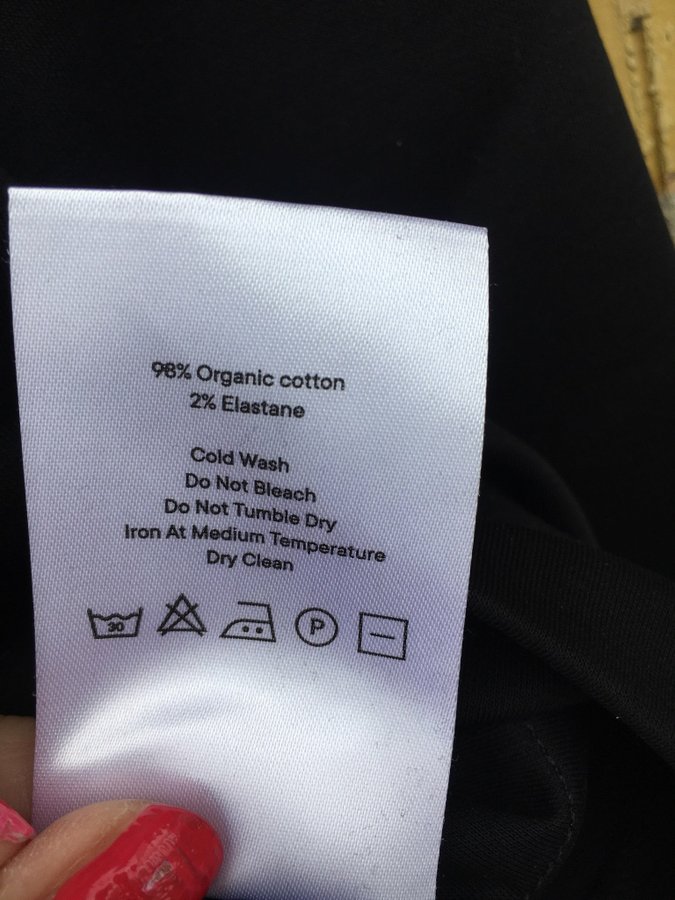 98% Organic cotton
2% Elastane
Cold Wash
Do Not Bleach
Do Not Tumble Dry
Iron At Medium Temperature
Dry Clean
30 P